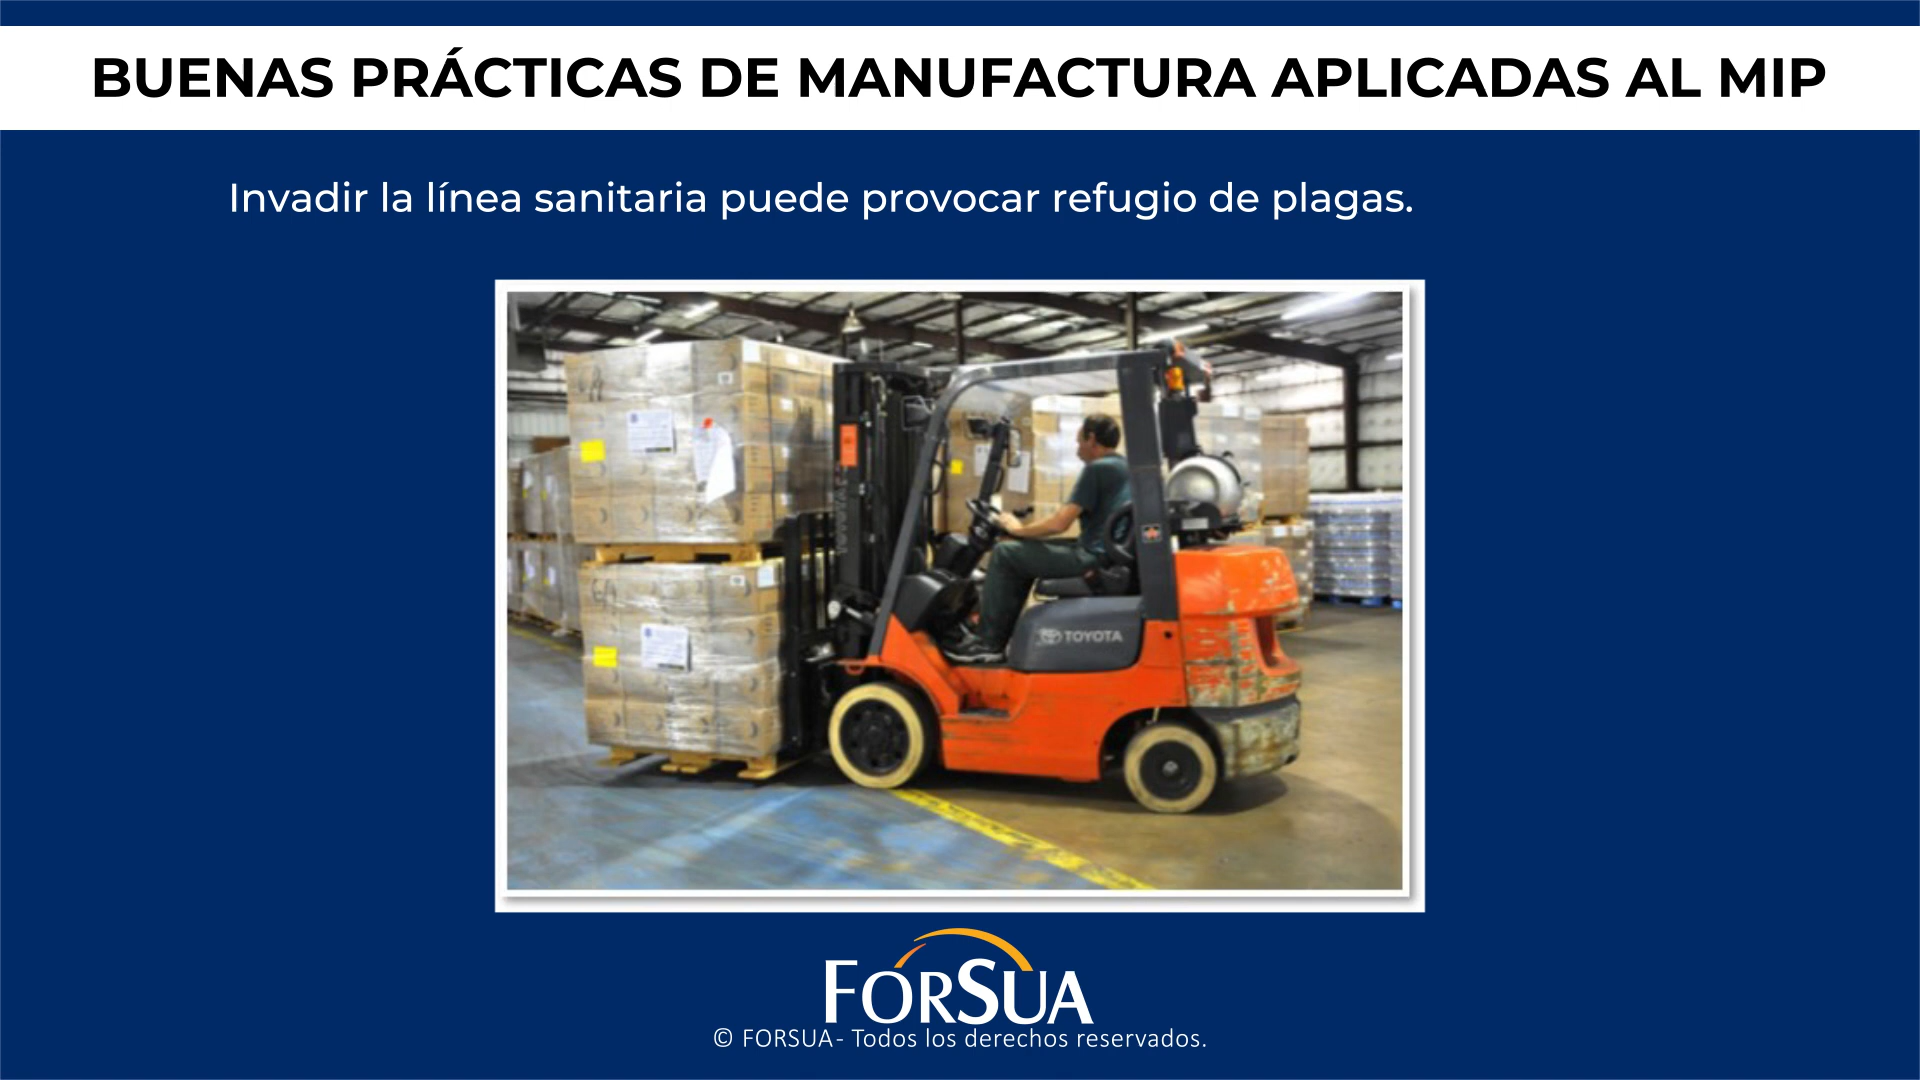 BUENAS PRÁCTICAS DE MANUFACTURA APLICADAS AL MIP
Invadir la línea sanitaria puede provocar refugio de plagas.
TOYOTA
FORSUA
© FORSUA- Todos los derechos reservados.